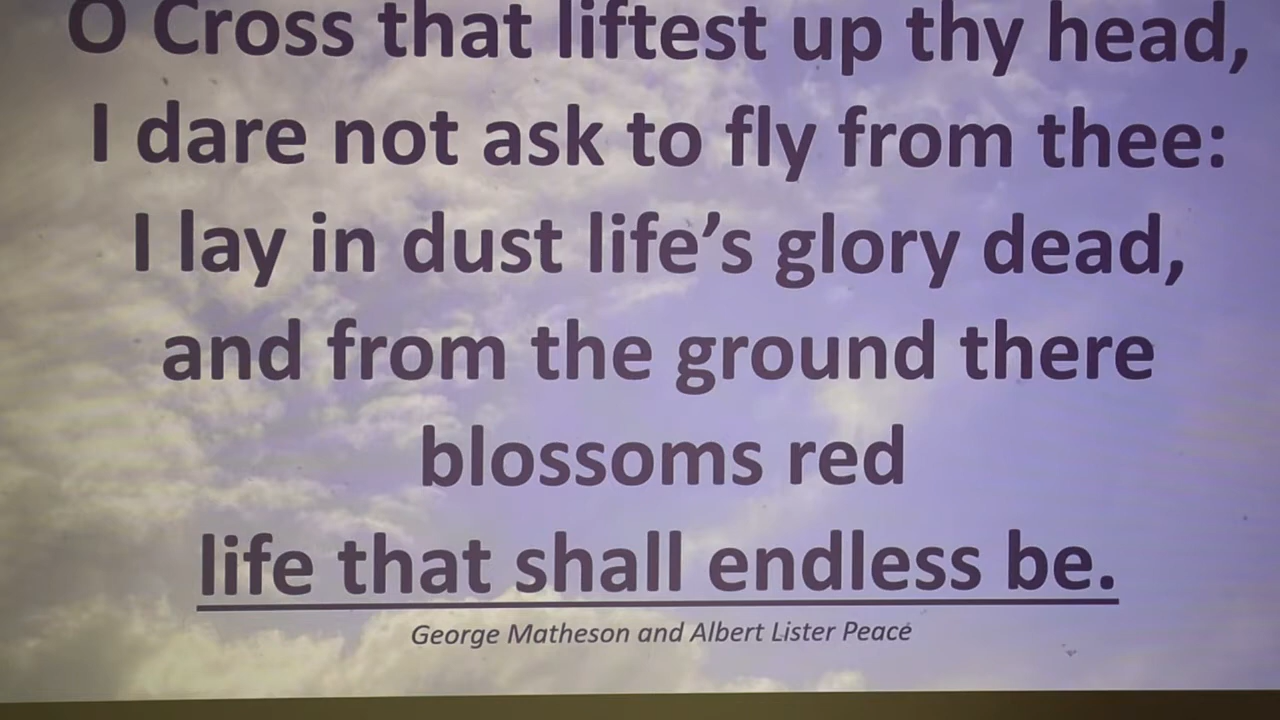 O Cross that liftest up thy head,
I dare not ask to fly from thee:
I lay in dust life’s glory dead,
and from the ground there
blossoms red
life that shall endless be.
George Matheson and Albert Lister Peace